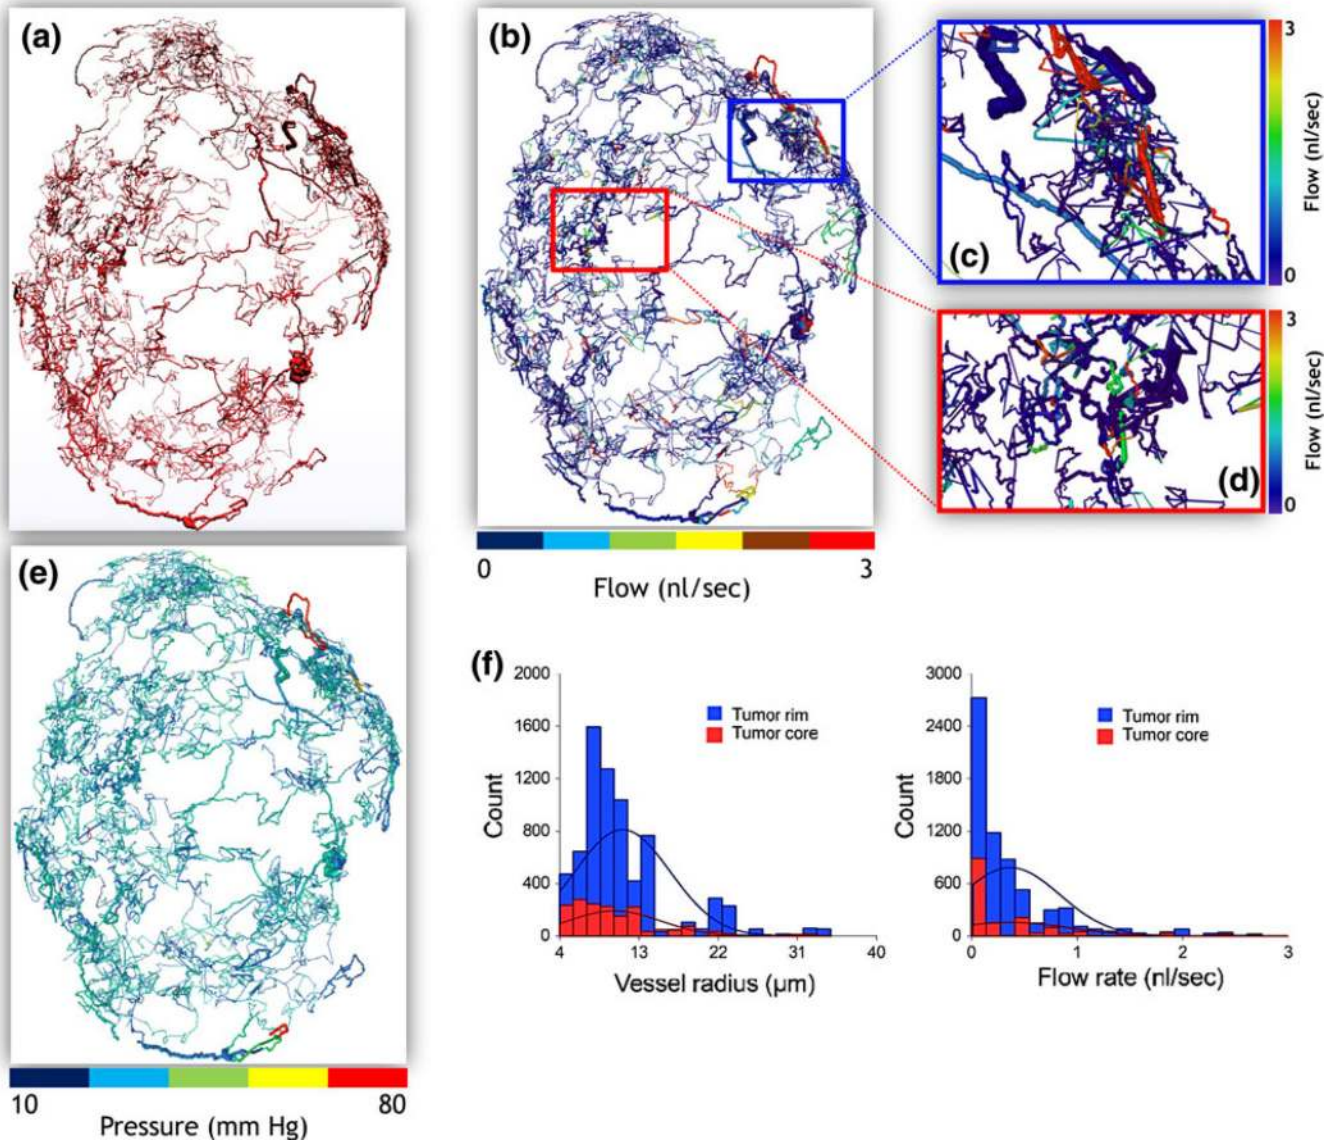 (a)
(b)
3
Flow (nl/sec)
0
(c)
3
Flow (nl/sec)
0
(d)
0 3
Flow (nl/sec)
(e)
10 80
Pressure (mm Hg)
(f)
2000
1600
1200
800
400
0
Count
4 13 22 32 40
Vessel radius (µm)
Tumor rim
Tumor core
3000
2400
1800
1200
600
0
Count
0 1 2 3
Flow rate (nl/sec)
Tumor rim
Tumor core